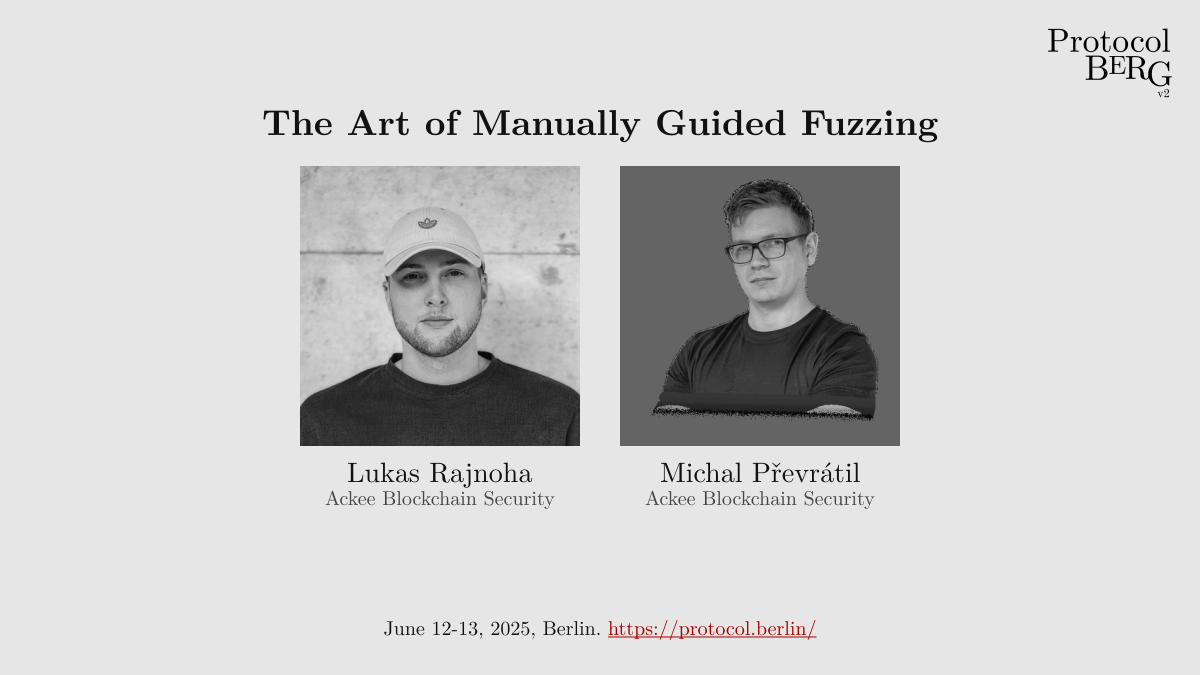 Protocol
BERG
v2
The Art of Manually Guided Fuzzing
Lukas Rajnoha
Ackee Blockchain Security
Michal Převrátil
Ackee Blockchain Security
June 12-13, 2025, Berlin. https://protocol.berlin/